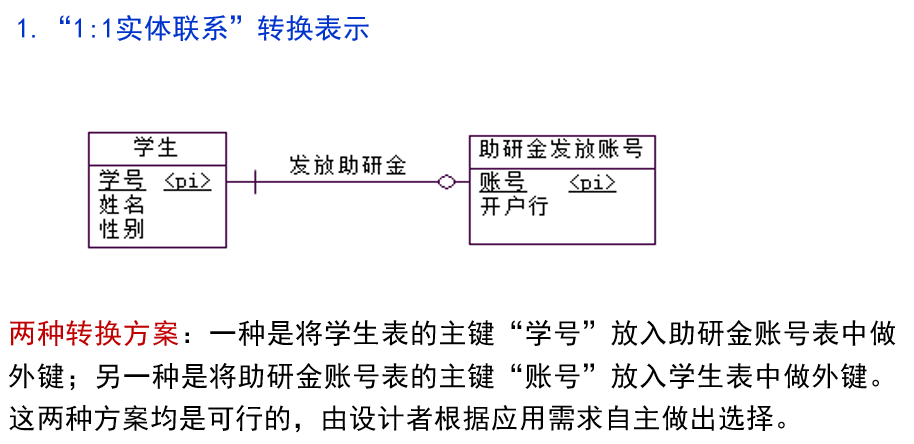 1. “1:1实体联系”转换表示
学生
学号 <pi>
姓名
性别
发放助研金
助研金发放账号
账号 <pi>
开户行
两种转换方案：一种是将学生表的主键“学号”放入助研金账号表中做
外键；另一种是将助研金账号表的主键“账号”放入学生表中做外键。
这两种方案均是可行的，由设计者根据应用需求自主做出选择。